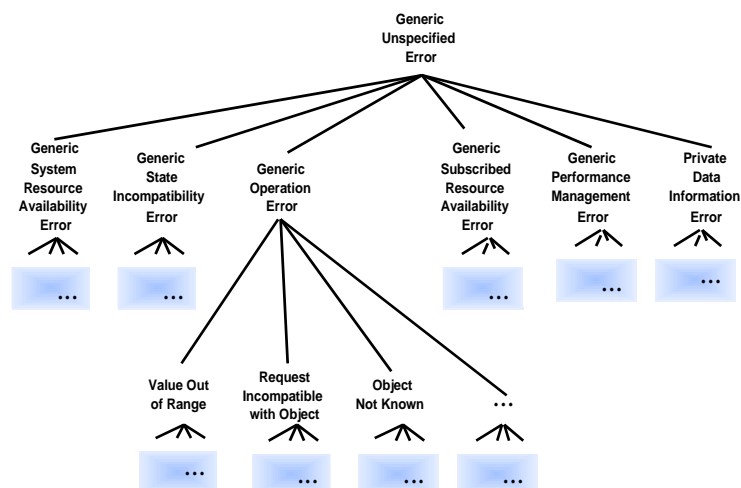 Generic
Unspecified
Error
Generic
System
Resource
Availability
Error
Generic
State
Incompatibility
Error
Generic
Operation
Error
Generic
Subscribed
Resource
Availability
Error
Generic
Performance
Management
Error
Private
Data
Information
Error
...
...
...
...
...
Value Out
of Range
Request
Incompatible
with Object
Object
Not Known
...
...
...
...
...